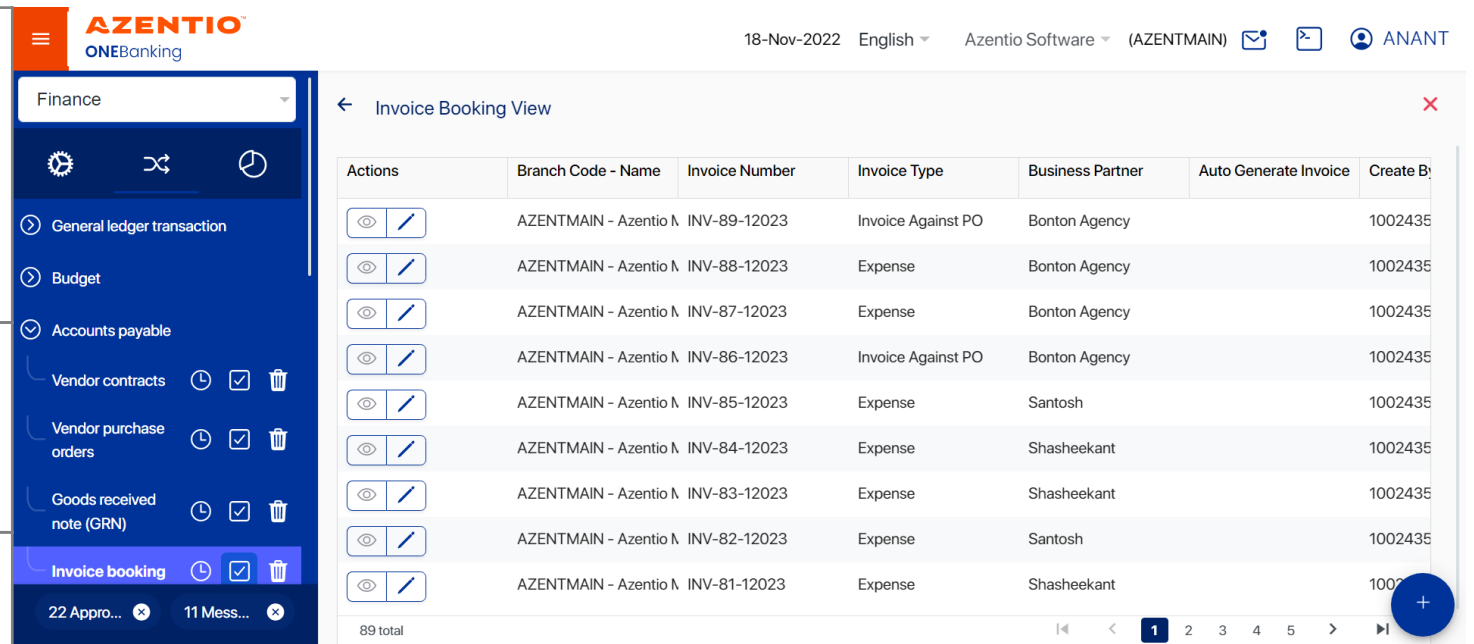 AZENTIO
ONEBanking
18-Nov-2022 English Azentio Software (AZENTMAIN) ANANT
Finance
General ledger transaction
Budget
Accounts payable
Vendor contracts
Vendor purchase
orders
Goods received
note (GRN)
Invoice booking
22 Appro...
11 Mess...
Invoice Booking View
Actions Branch Code - Name Invoice Number Invoice Type Business Partner Auto Generate Invoice Create By
AZENTMAIN - Azentio M INV-89-12023 Invoice Against PO Bonton Agency 1002435
AZENTMAIN - Azentio M INV-88-12023 Expense Bonton Agency 1002435
AZENTMAIN - Azentio M INV-87-12023 Expense Bonton Agency 1002435
AZENTMAIN - Azentio M INV-86-12023 Invoice Against PO Bonton Agency 1002435
AZENTMAIN - Azentio M INV-85-12023 Expense Santosh 1002435
AZENTMAIN - Azentio M INV-84-12023 Expense Shasheekant 1002435
AZENTMAIN - Azentio M INV-83-12023 Expense Shasheekant 1002435
AZENTMAIN - Azentio M INV-82-12023 Expense Santosh 1002435
AZENTMAIN - Azentio M INV-81-12023 Expense Shasheekant
89 total 1 2 3 4 5